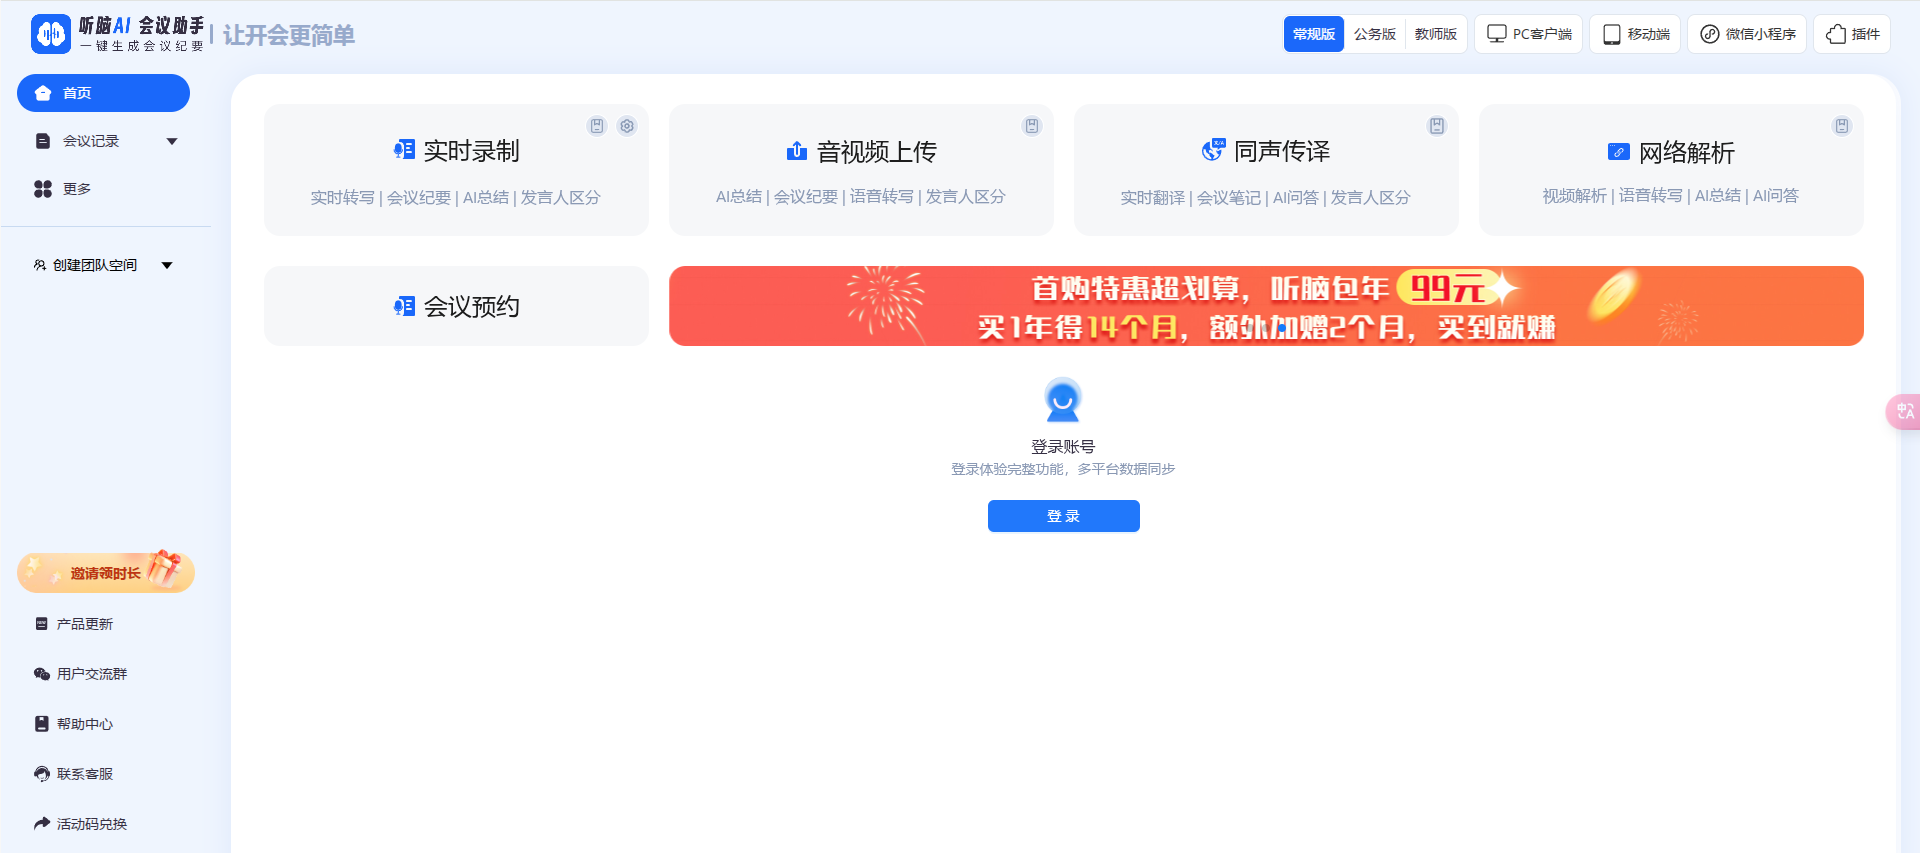 听脑AI 会议助手
一键生成会议纪要
让开会更简单
常规版
公务版
教师版
PC客户端
移动端
微信小程序
插件
首页
会议记录
更多
创建团队空间
实时录制
实时转写 | 会议纪要 | AI总结 | 发言人区分
音视频上传
AI总结 | 会议纪要 | 语音转写 | 发言人区分
同声传译
实时翻译 | 会议笔记 | AI问答 | 发言人区分
网络解析
视频解析 | 语音转写 | AI总结 | AI问答
会议预约
首购特惠超划算，听脑包年 99元
买1年得14个月，额外加赠2个月，买到就赚
登录账号
登录体验完整功能，多平台数据同步
登 录
邀请领时长
产品更新
用户交流群
帮助中心
联系客服
活动码兑换